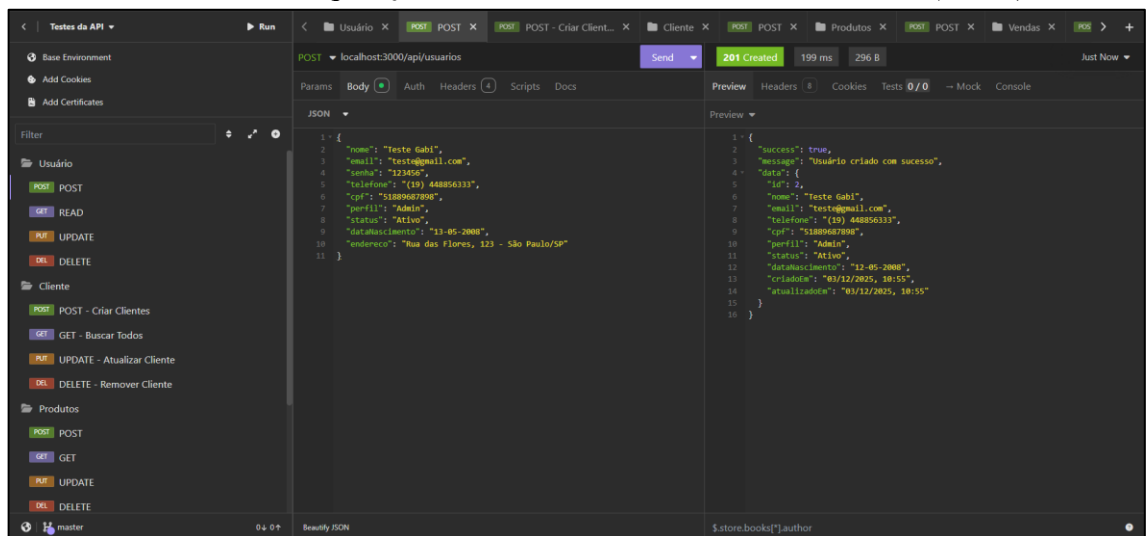 Testes da API
Run
Usuário
POST POST
POST POST - Criar Client...
Cliente
POST POST
Produtos
POST POST
Vendas
POS
Base Environment
Add Cookies
Add Certificates
Filter
Usuário
POST POST
GET READ
PUT UPDATE
DEL DELETE
Cliente
POST POST - Criar Clientes
GET GET - Buscar Todos
PUT UPDATE - Atualizar Cliente
DEL DELETE - Remover Cliente
Produtos
POST POST
GET GET
PUT UPDATE
DEL DELETE
master
0↓ 0↑
POST localhost:3000/api/usuarios
Send
Params Body Auth Headers 4 Scripts Docs
JSON
1 {
2 "nome": "Teste Gabi",
3 "email": "teste@gmail.com",
4 "senha": "123456",
5 "telefone": "(19) 448856333",
6 "cpf": "51889687898",
7 "perfil": "Admin",
8 "status": "Ativo",
9 "dataNascimento": "13-05-2008",
10 "endereco": "Rua das Flores, 123 - São Paulo/SP"
11 }
Beautify JSON
201 Created 199 ms 296 B
Just Now
Preview Headers 8 Cookies Tests 0 / 0 → Mock Console
Preview
1 {
2 "success": true,
3 "message": "Usuário criado com sucesso",
4 "data": {
5 "id": 2,
6 "nome": "Teste Gabi",
7 "email": "teste@gmail.com",
8 "telefone": "(19) 448856333",
9 "cpf": "51889687898",
10 "perfil": "Admin",
11 "status": "Ativo",
12 "dataNascimento": "12-05-2008",
13 "criadoEm": "03/12/2025, 10:55",
14 "atualizadoEm": "03/12/2025, 10:55"
15 }
16 }
$.store.books[*].author